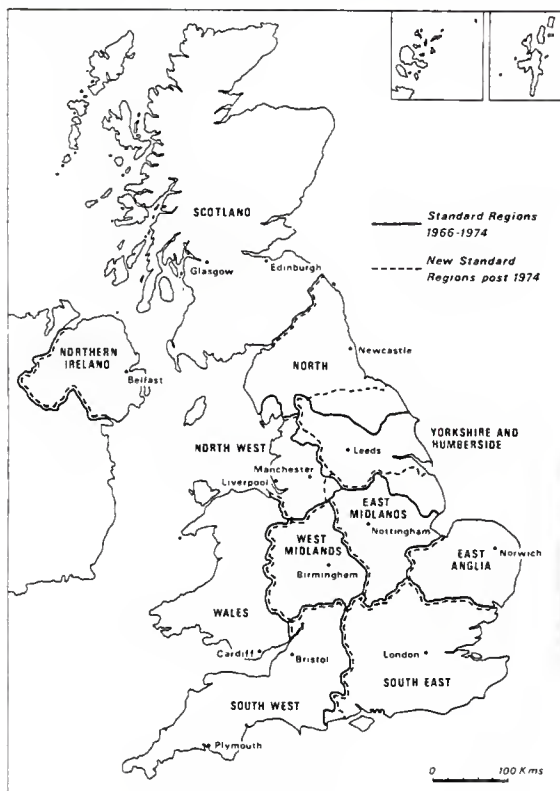 SCOTLAND
Standard Regions
1966-1974
New Standard
Regions post 1974
Glasgow
Edinburgh
Newcastle
NORTHERN
IRELAND
Belfast
NORTH
YORKSHIRE AND
HUMBERSIDE
NORTH WEST
Leeds
Manchester
Liverpool
EAST
MIDLANDS
Nottingham
WEST
MIDLANDS
Birmingham
EAST
ANGLIA
Norwich
WALES
Cardiff
Bristol
London
SOUTH EAST
SOUTH WEST
Plymouth
0 100 Kms